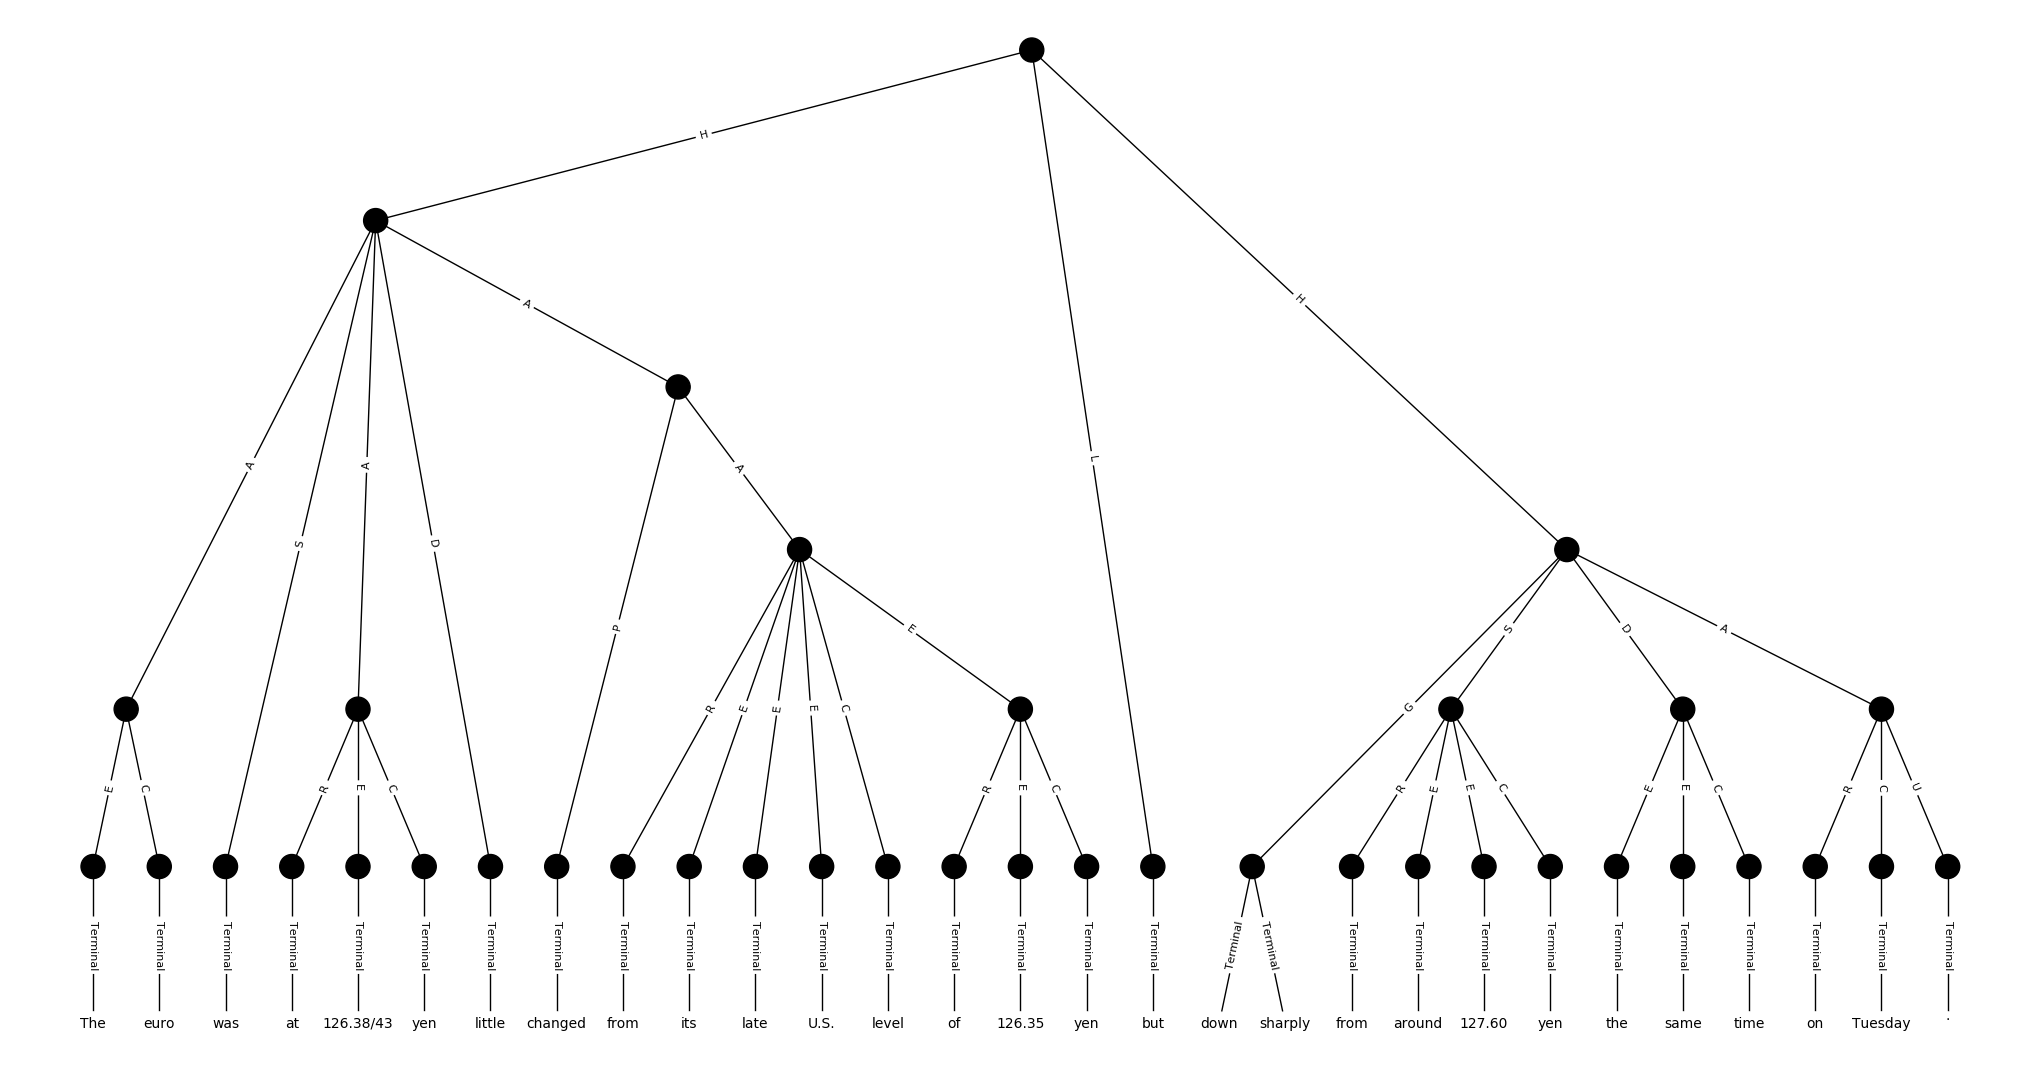 H
A
H
L
A
A
S
A
D
P
E
S
D
A
R
E
E
E
C
G
E
C
R
E
C
R
E
C
R
E
E
C
E
E
C
R
C
U
Terminal Terminal Terminal Terminal Terminal Terminal Terminal Terminal Terminal Terminal Terminal Terminal Terminal Terminal Terminal Terminal Terminal Terminal Terminal Terminal Terminal Terminal Terminal Terminal Terminal Terminal Terminal Terminal Terminal
The euro was at 126.38/43 yen little changed from its late U.S. level of 126.35 yen but down sharply from around 127.60 yen the same time on Tuesday .